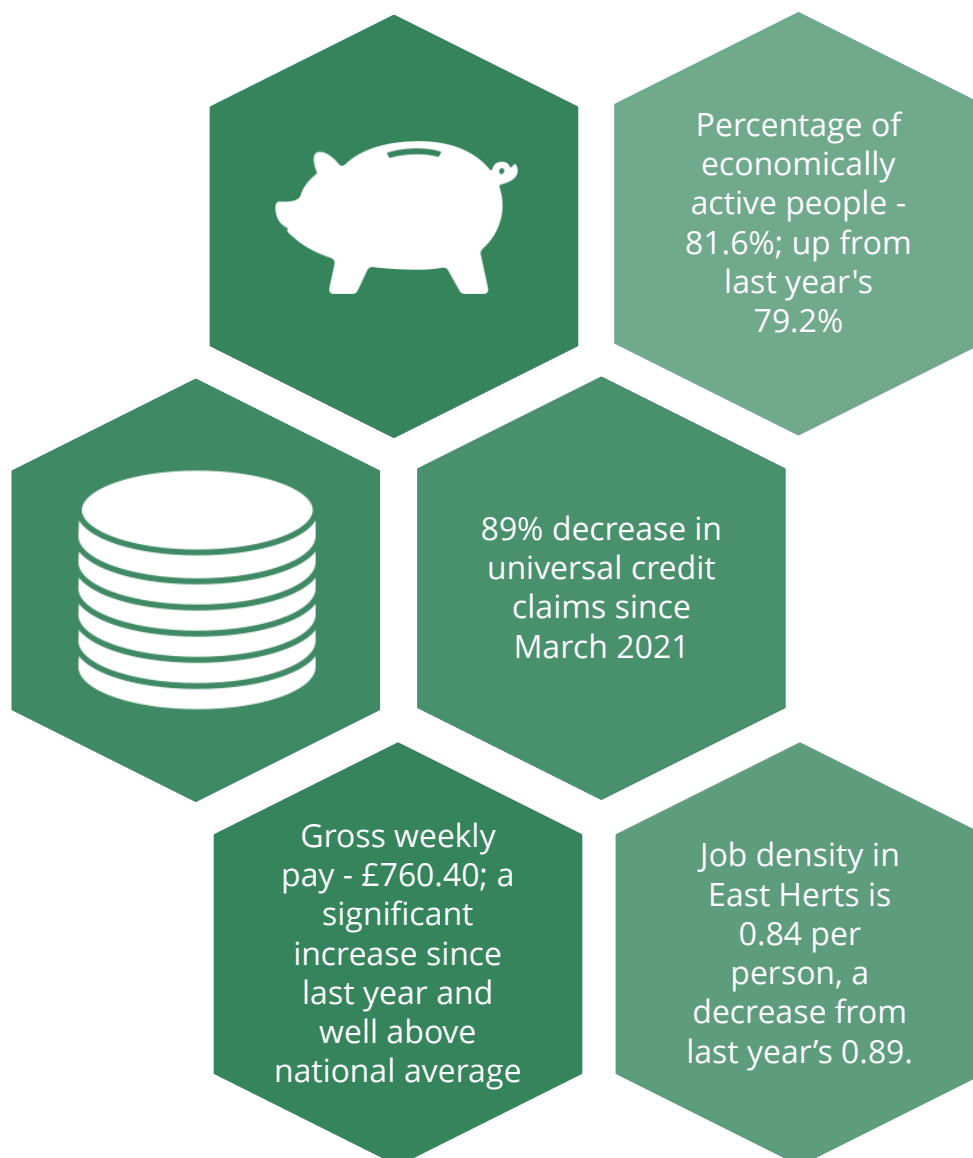 Percentage of
economically
active people -
81.6%; up from
last year's
79.2%
89% decrease in
universal credit
claims since
March 2021
Gross weekly
pay - £760.40; a
significant
increase since
last year and
well above
national average
Job density in
East Herts is
0.84 per
person, a
decrease from
last year’s 0.89.